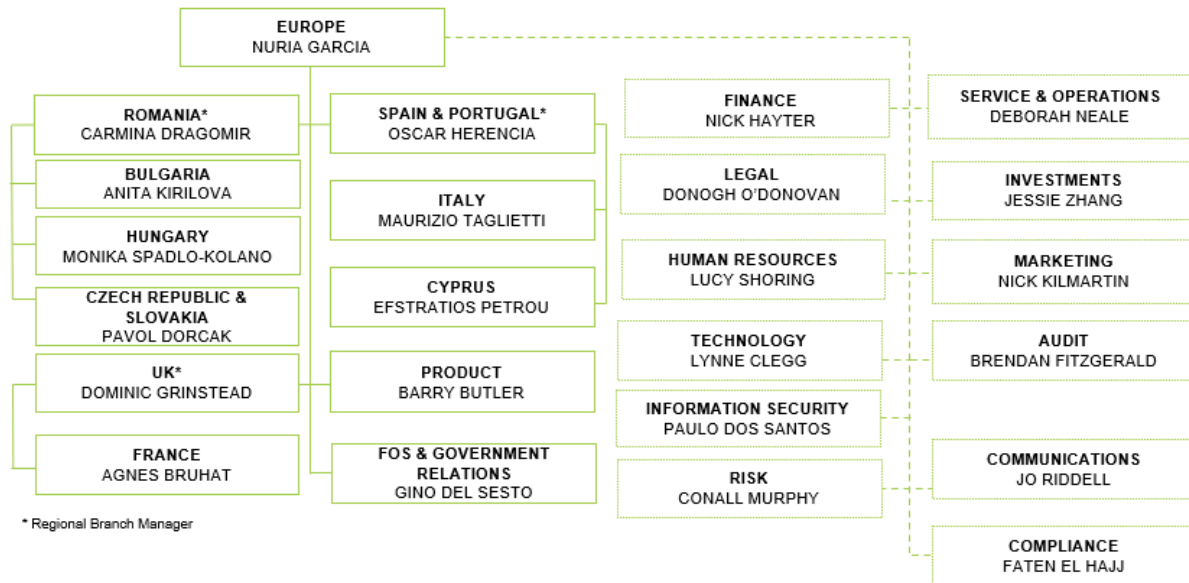 EUROPE
NURIA GARCIA
ROMANIA*
CARMINA DRAGOMIR
BULGARIA
ANITA KIRILOVA
HUNGARY
MONIKA SPADLO-KOLANO
CZECH REPUBLIC &
SLOVAKIA
PAVOL DORCAK
UK*
DOMINIC GRINSTEAD
FRANCE
AGNES BRUHAT
* Regional Branch Manager
SPAIN & PORTUGAL*
OSCAR HERENCIA
ITALY
MAURIZIO TAGLIETTI
CYPRUS
EFSTRATIOS PETROU
PRODUCT
BARRY BUTLER
FOS & GOVERNMENT
RELATIONS
GINO DEL SESTO
FINANCE
NICK HAYTER
LEGAL
DONOGH O’DONOVAN
HUMAN RESOURCES
LUCY SHORING
TECHNOLOGY
LYNNE CLEGG
INFORMATION SECURITY
PAULO DOS SANTOS
RISK
CONALL MURPHY
SERVICE & OPERATIONS
DEBORAH NEALE
INVESTMENTS
JESSIE ZHANG
MARKETING
NICK KILMARTIN
AUDIT
BRENDAN FITZGERALD
COMMUNICATIONS
JO RIDDELL
COMPLIANCE
FATEN EL HAJJ